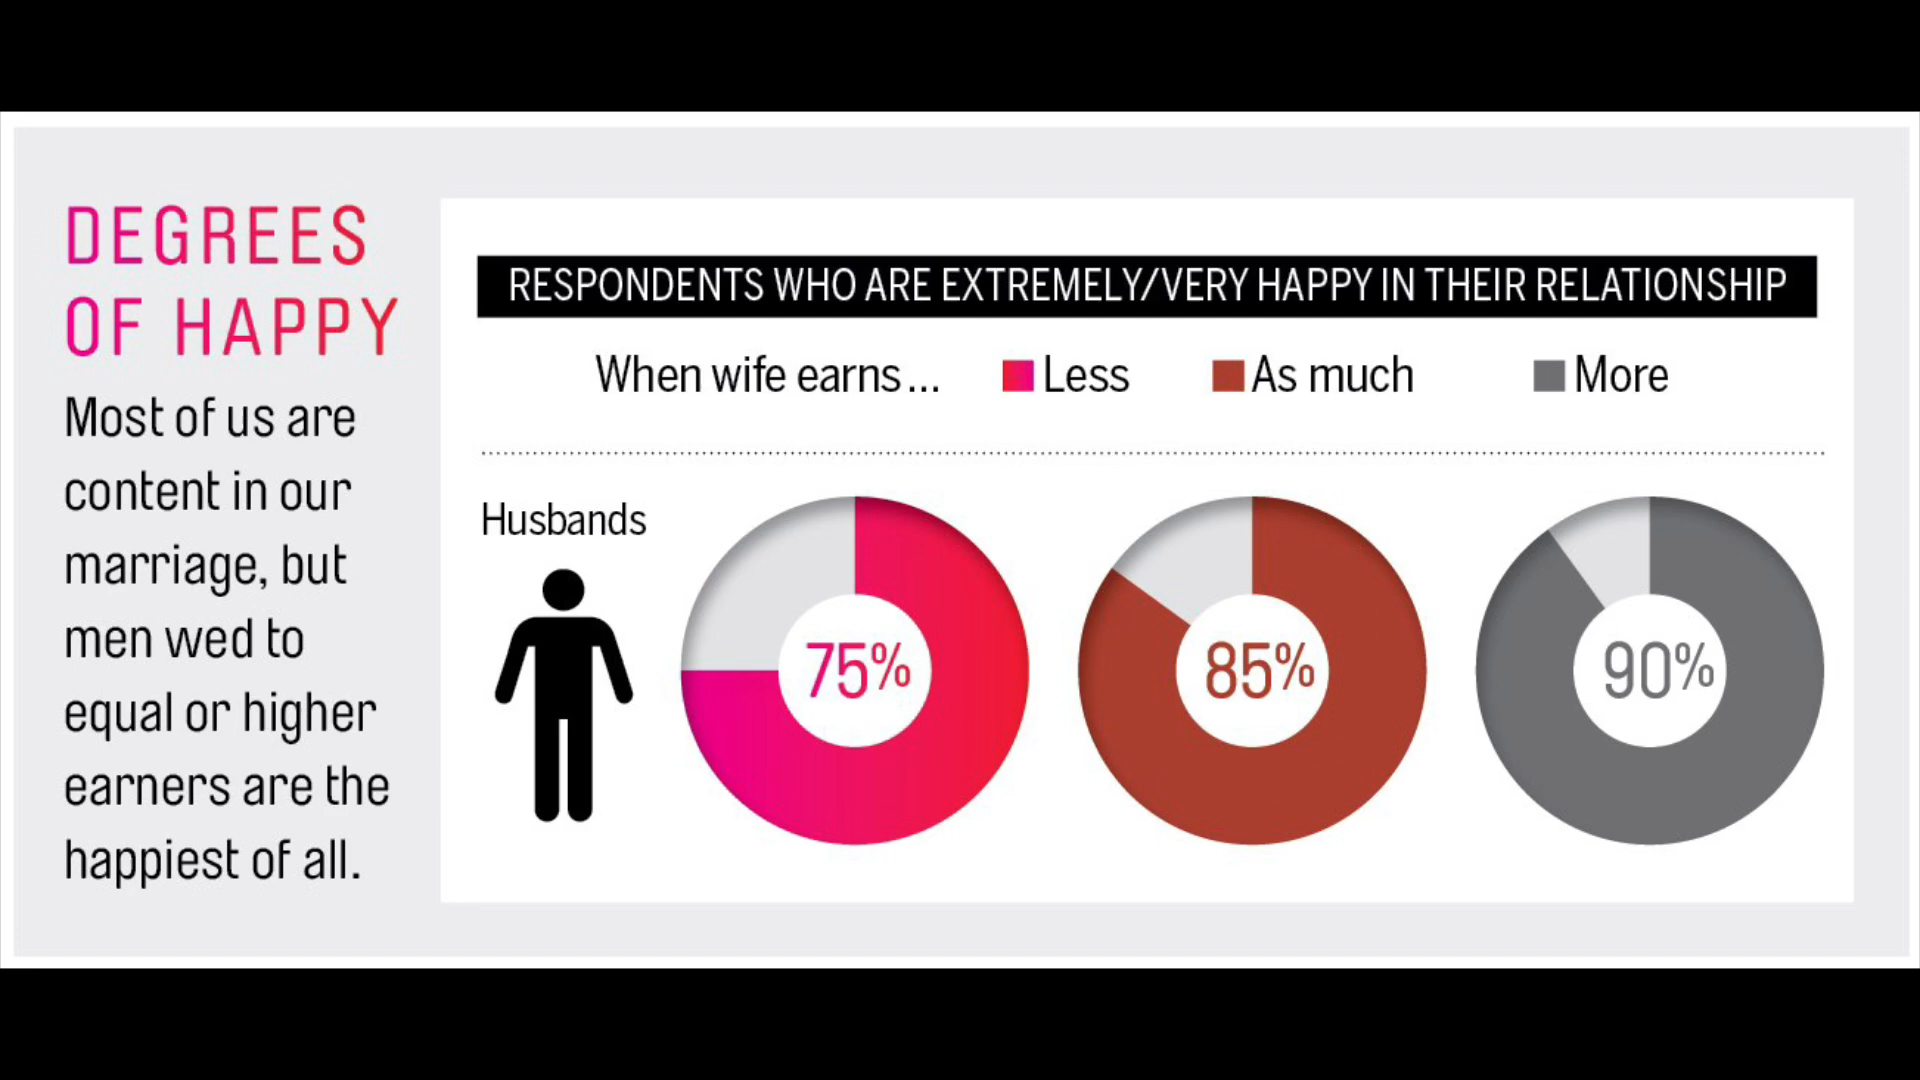 DEGREES
OF HAPPY
Most of us are
content in our
marriage, but
men wed to
equal or higher
earners are the
happiest of all.
RESPONDENTS WHO ARE EXTREMELY/VERY HAPPY IN THEIR RELATIONSHIP
When wife earns... Less As much More
Husbands
75% 85% 90%